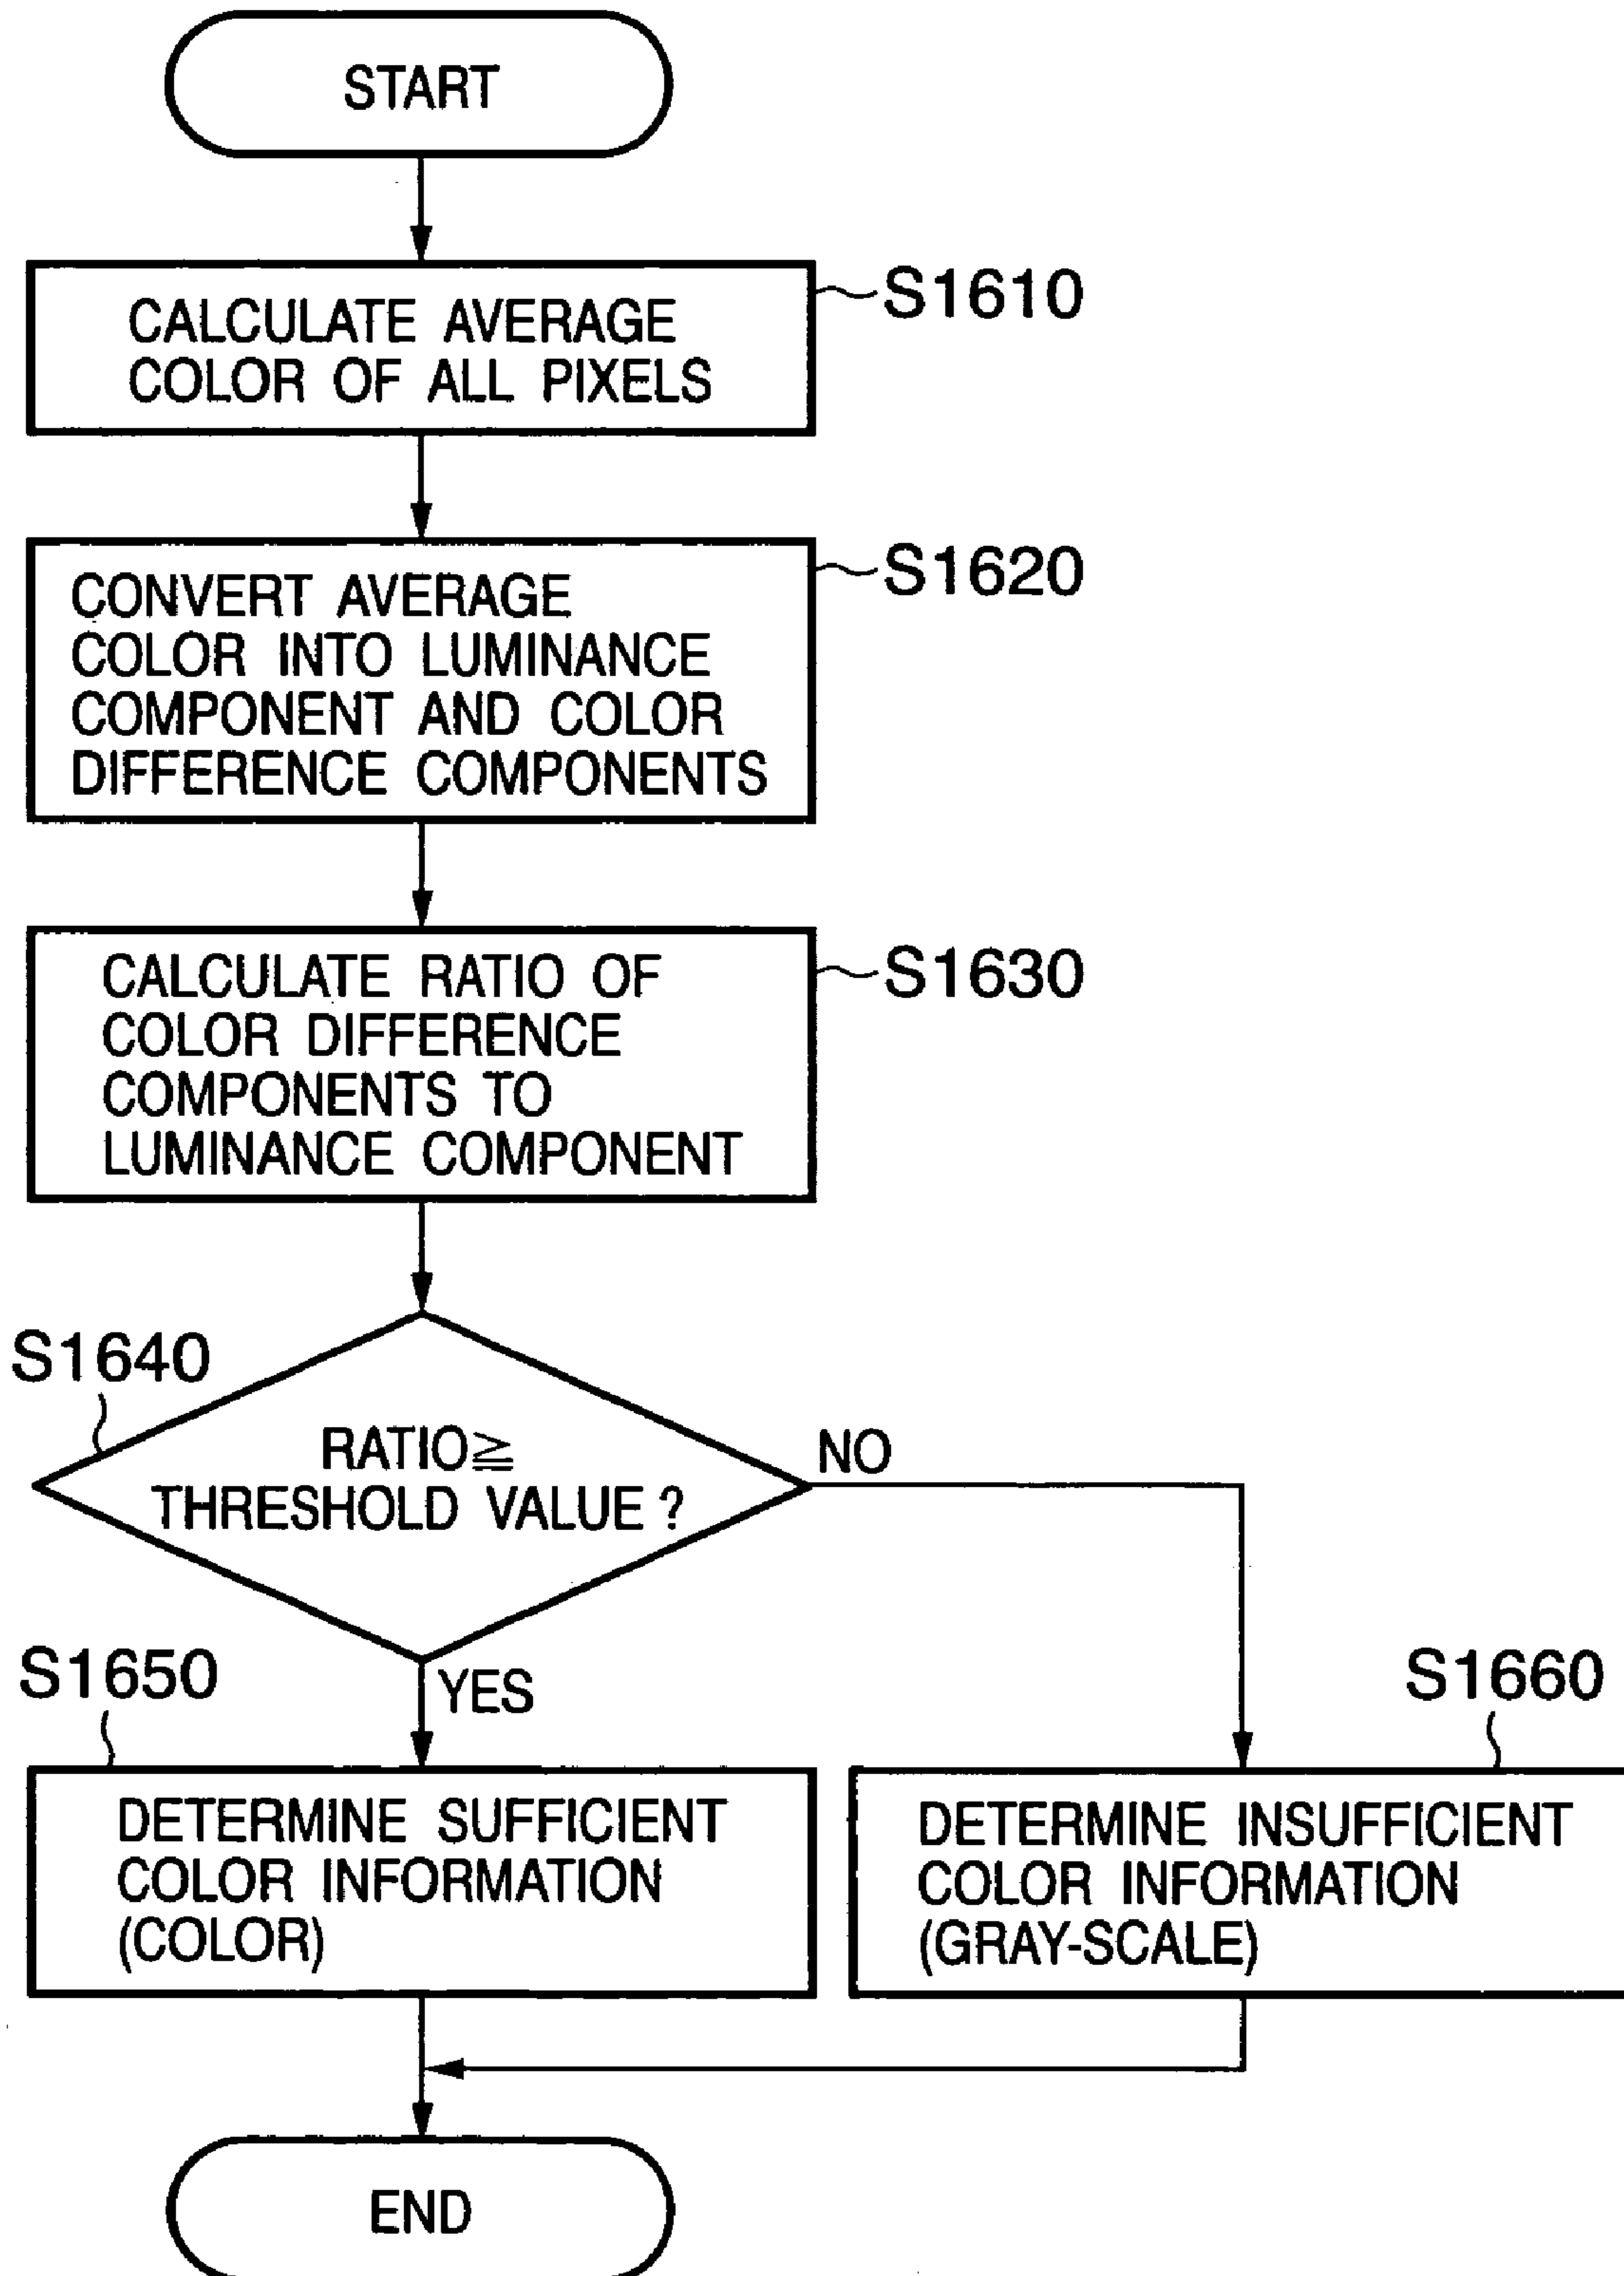 START
CALCULATE AVERAGE
COLOR OF ALL PIXELS
S1610
CONVERT AVERAGE
COLOR INTO LUMINANCE
COMPONENT AND COLOR
DIFFERENCE COMPONENTS
S1620
CALCULATE RATIO OF
COLOR DIFFERENCE
COMPONENTS TO
LUMINANCE COMPONENT
S1630
S1640
RATIO≧
THRESHOLD VALUE ?
NO
YES
S1650
DETERMINE SUFFICIENT
COLOR INFORMATION
(COLOR)
S1660
DETERMINE INSUFFICIENT
COLOR INFORMATION
(GRAY-SCALE)
END